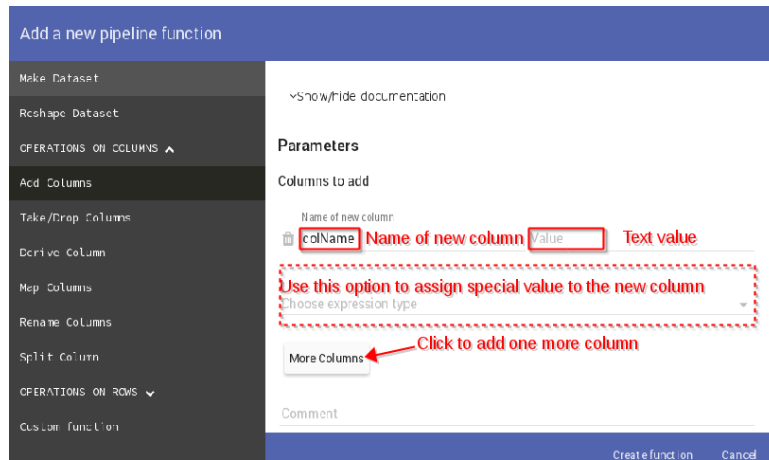 Add a new pipeline function
Make Dataset
Reshape Dataset
OPERATIONS ON COLUMNS
Add Columns
Take/Drop Columns
Derive Column
Map Columns
Rename Columns
Split Column
OPERATIONS ON ROWS
Custom function
Show/hide documentation
Parameters
Columns to add
Name of new column
colName Name of new column Value Text value
Use this option to assign special value to the new column
Choose expression type
Click to add one more column
More Columns
Comment
Create function Cancel